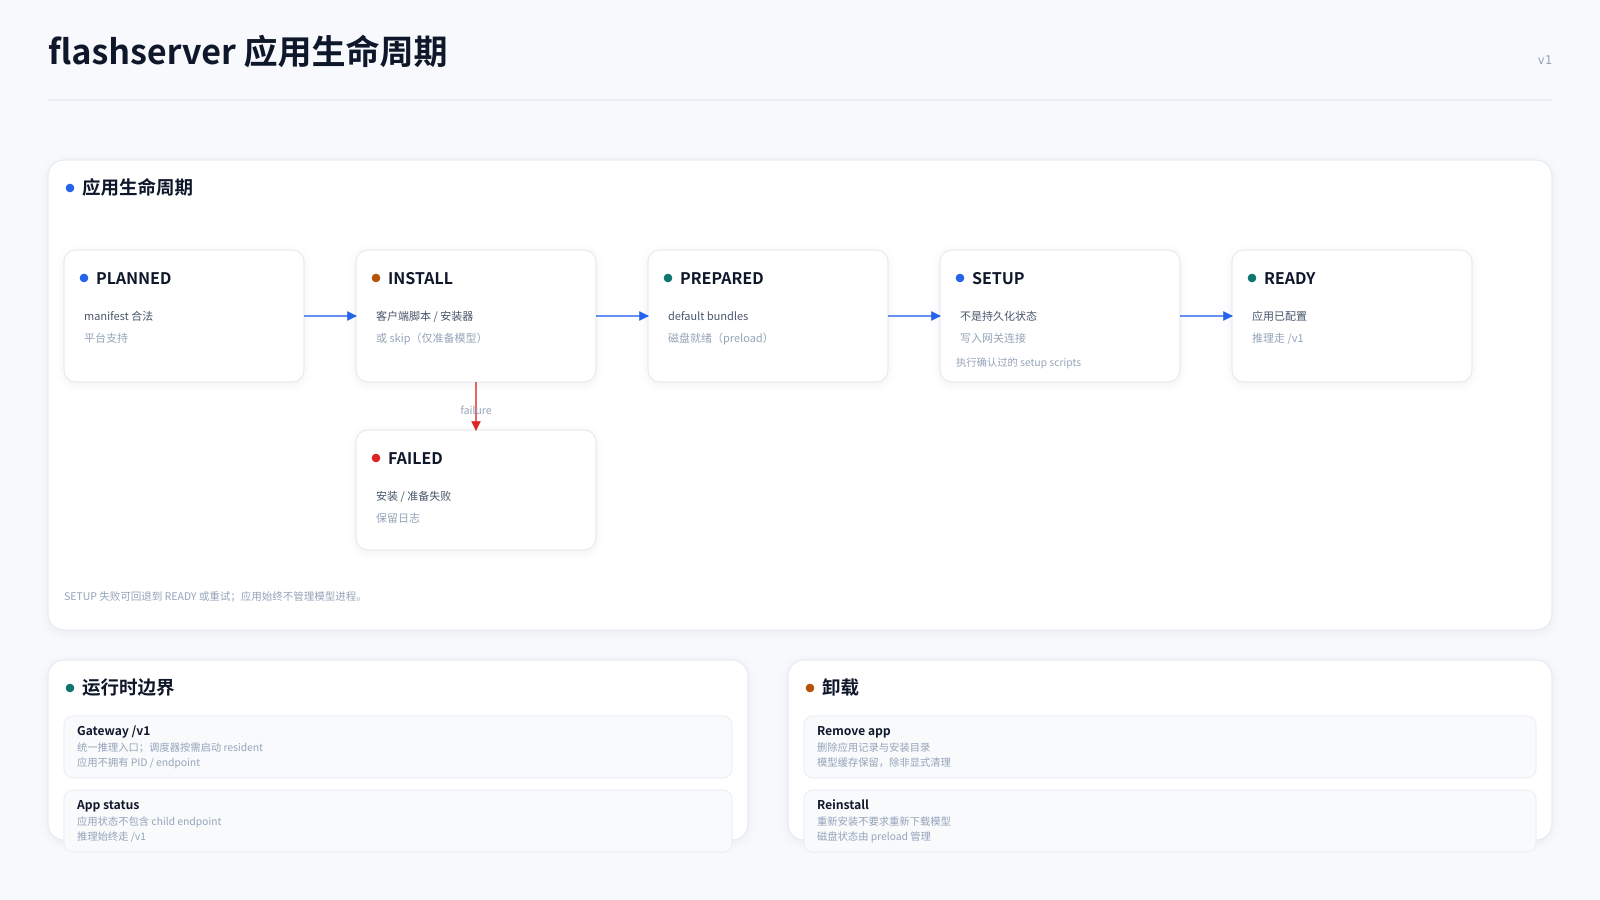 flashserver 应用生命周期
v1
应用生命周期
PLANNED
manifest 合法
平台支持
INSTALL
客户端脚本 / 安装器
或 skip（仅准备模型）
PREPARED
default bundles
磁盘就绪（preload）
SETUP
不是持久化状态
写入网关连接
执行确认过的 setup scripts
READY
应用已配置
推理走 /v1
failure
FAILED
安装 / 准备失败
保留日志
SETUP 失败可回退到 READY 或重试；应用始终不管理模型进程。
运行时边界
Gateway /v1
统一推理入口；调度器按需启动 resident
应用不拥有 PID / endpoint
App status
应用状态不包含 child endpoint
推理始终走 /v1
卸载
Remove app
删除应用记录与安装目录
模型缓存保留，除非显式清理
Reinstall
重新安装不要求重新下载模型
磁盘状态由 preload 管理